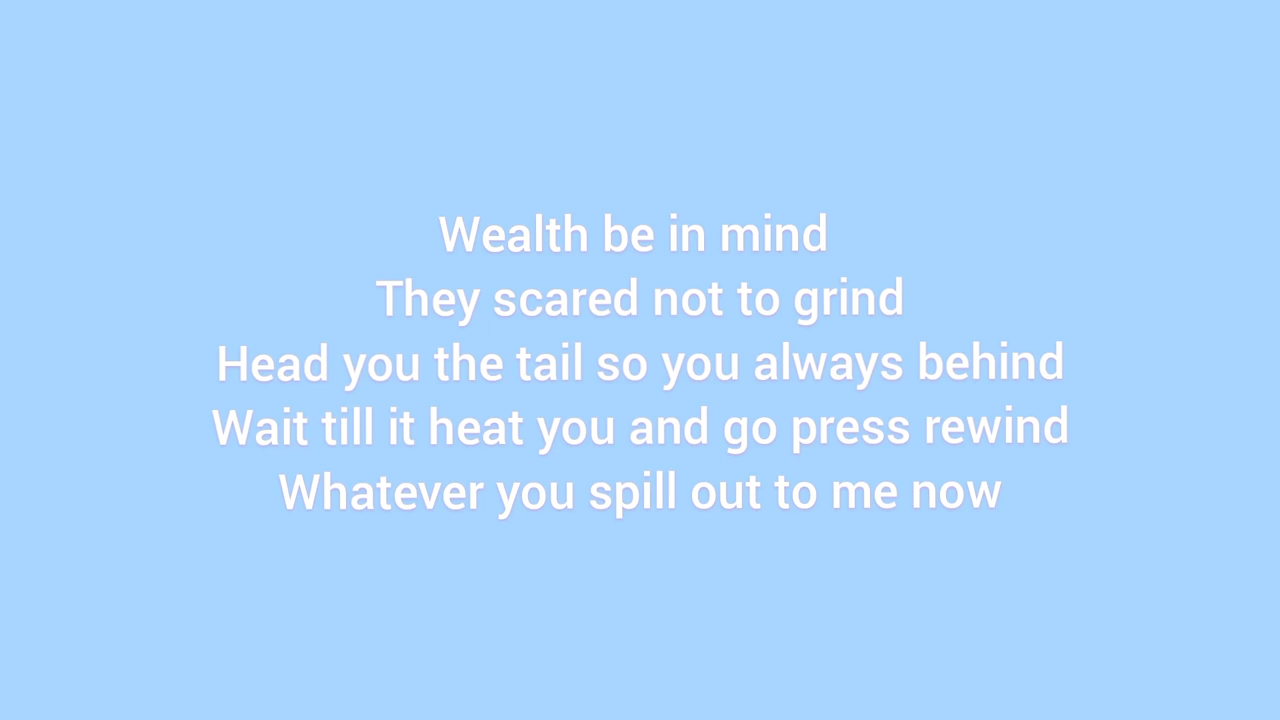 Wealth be in mind
They scared not to grind
Head you the tail so you always behind
Wait till it heat you and go press rewind
Whatever you spill out to me now